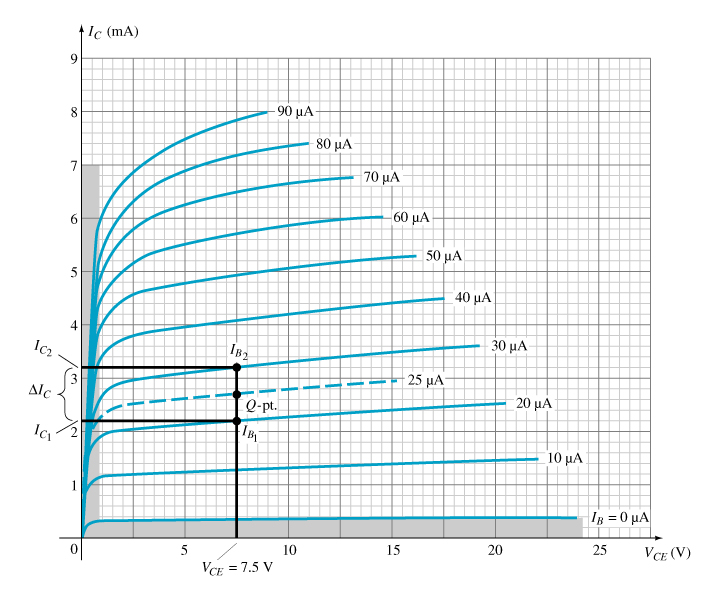 I_C (mA)
9
8
7
6
5
4
3
2
1
0
5
10
15
20
25
V_CE (V)
90 μA
80 μA
70 μA
60 μA
50 μA
40 μA
30 μA
25 μA
20 μA
10 μA
I_B = 0 μA
I_C2
ΔI_C
I_C1
I_B2
Q-pt.
I_B1
V_CE = 7.5 V